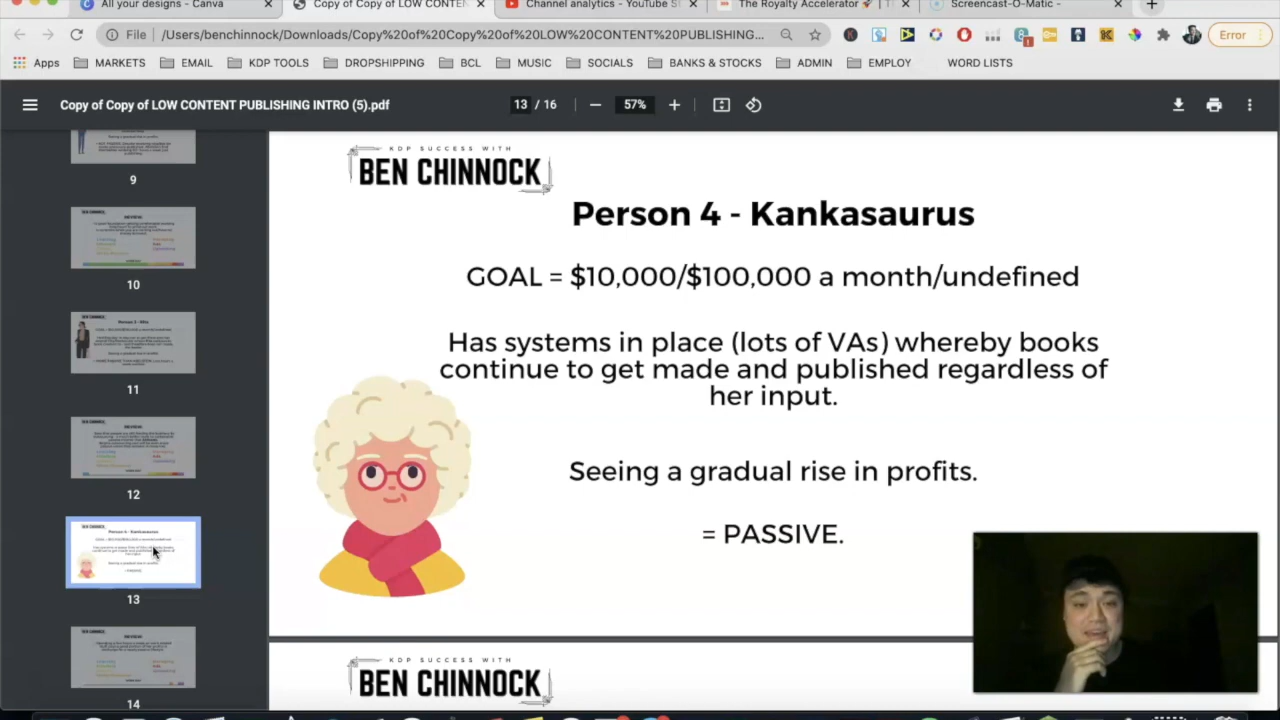 All your designs - Canva
Copy of Copy of LOW CONTEN
Channel analytics - YouTube S
The Royalty Accelerator 🚀 | T
Screencast-O-Matic -
File | /Users/benchinnock/Downloads/Copy%20of%20Copy%20of%20LOW%20CONTENT%20PUBLISHING...
Error
Apps MARKETS EMAIL KDP TOOLS DROPSHIPPING BCL MUSIC SOCIALS BANKS & STOCKS ADMIN EMPLOY WORD LISTS
Copy of Copy of LOW CONTENT PUBLISHING INTRO (5).pdf
13 / 16
57%
9
10
11
12
13
14
KDP SUCCESS WITH
BEN CHINNOCK
Person 4 - Kankasaurus
GOAL = $10,000/$100,000 a month/undefined
Has systems in place (lots of VAs) whereby books
continue to get made and published regardless of
her input.
Seeing a gradual rise in profits.
= PASSIVE.
KDP SUCCESS WITH
BEN CHINNOCK